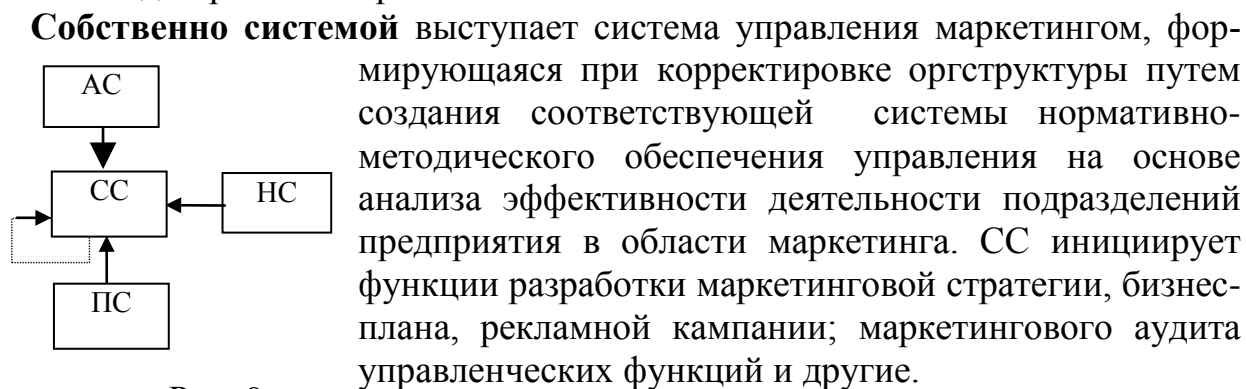 Собственно системой выступает система управления маркетингом, фор-
мирующаяся при корректировке оргструктуры путем
создания соответствующей системы нормативно-
методического обеспечения управления на основе
анализа эффективности деятельности подразделений
предприятия в области маркетинга. СС инициирует
функции разработки маркетинговой стратегии, бизнес-
плана, рекламной кампании; маркетингового аудита
управленческих функций и другие.
АС
СС
НС
ПС